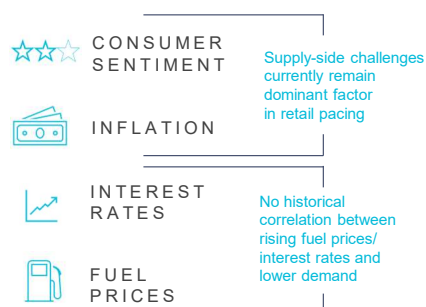 CONSUMER
SENTIMENT
Supply-side challenges
currently remain
dominant factor
in retail pacing
INFLATION
INTEREST
RATES
No historical
correlation between
rising fuel prices/
interest rates and
lower demand
FUEL
PRICES